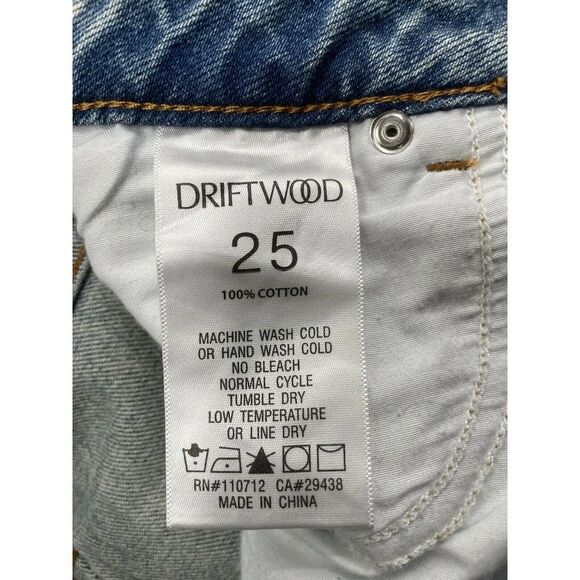 DRIFTWOOD
25
100% COTTON
MACHINE WASH COLD
OR HAND WASH COLD
NO BLEACH
NORMAL CYCLE
TUMBLE DRY
LOW TEMPERATURE
OR LINE DRY
RN#110712 CA#29438
MADE IN CHINA